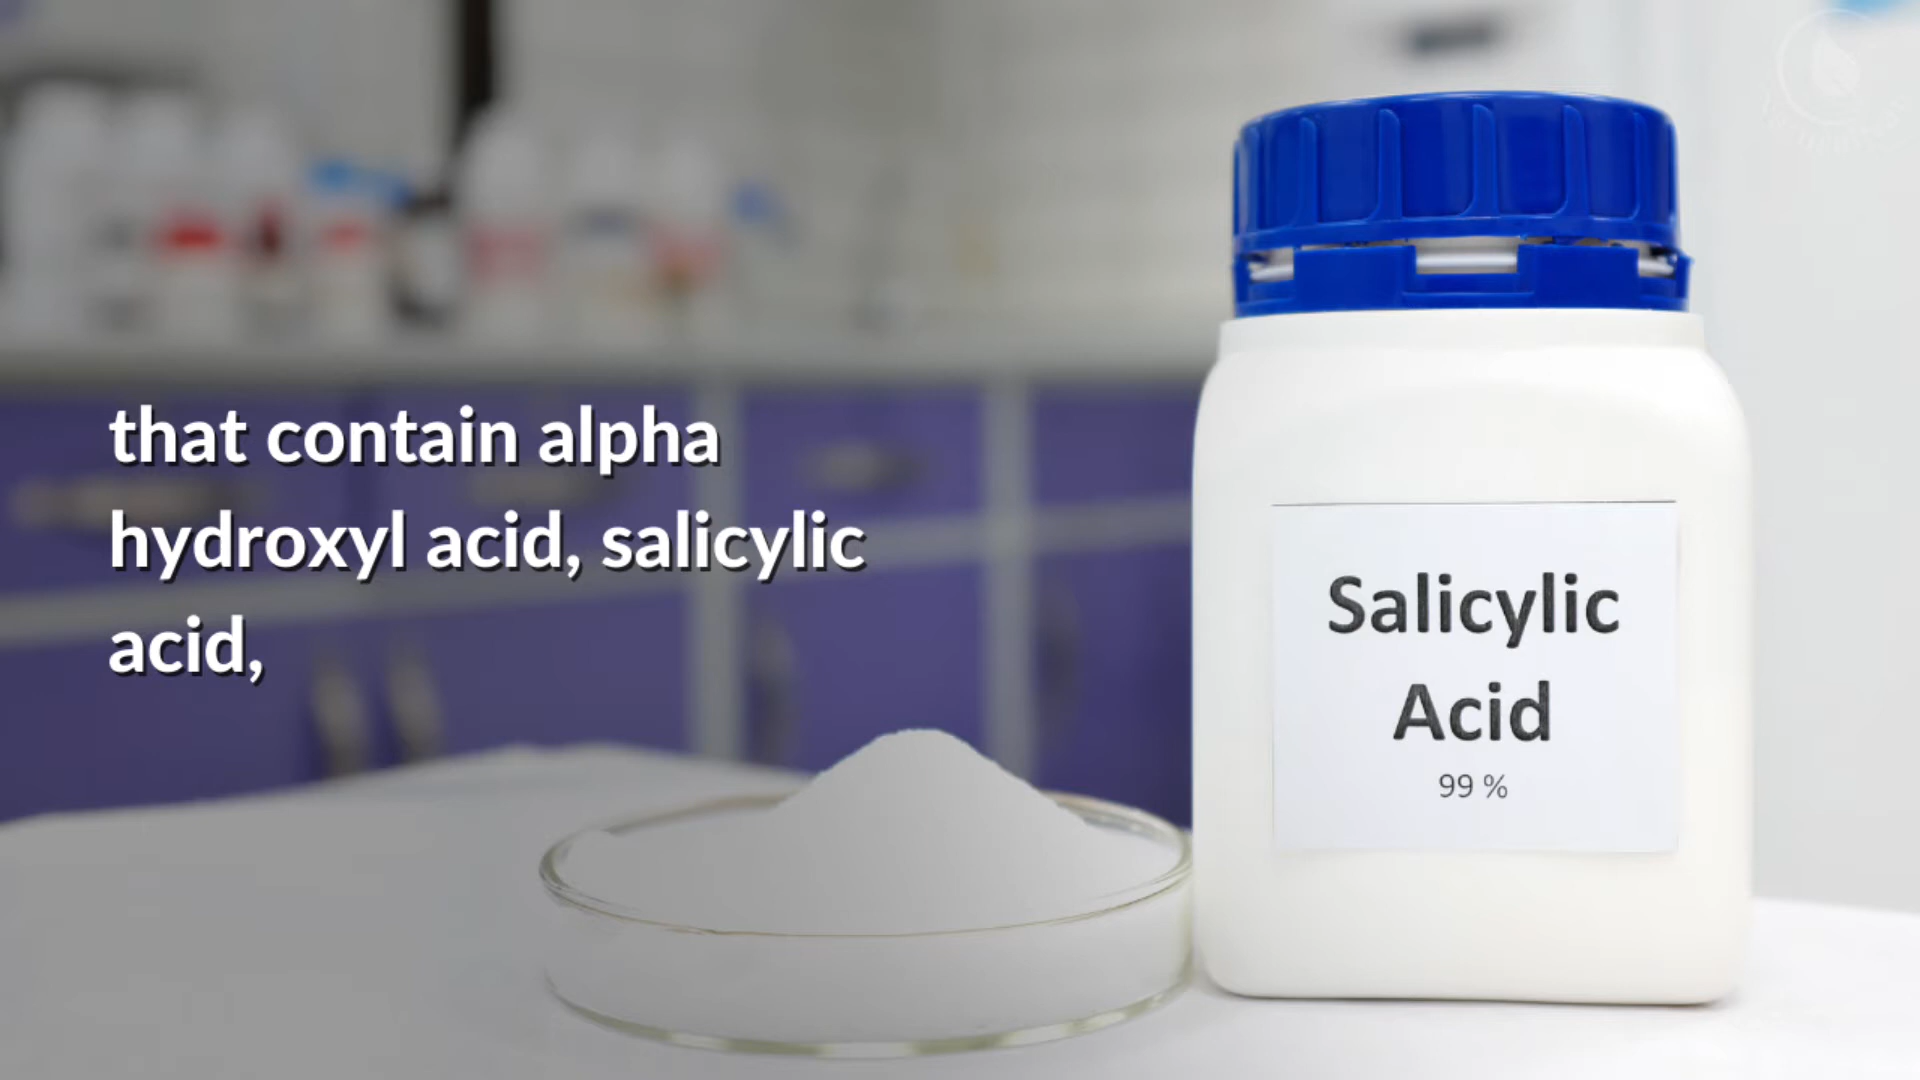 that contain alpha
hydroxyl acid, salicylic
acid,
Salicylic
Acid
99 %